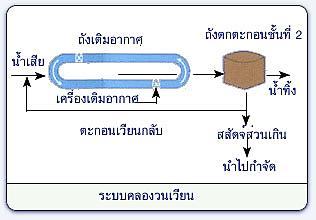 ถังเติมอากาศ
ถังตกตะกอนชั้นที่ 2
น้ำเสีย
น้ำทิ้ง
เครื่องเติมอากาศ
ตะกอนเวียนกลับ
สลัดจ์ส่วนเกิน
นำไปกำจัด
ระบบคลองวนเวียน